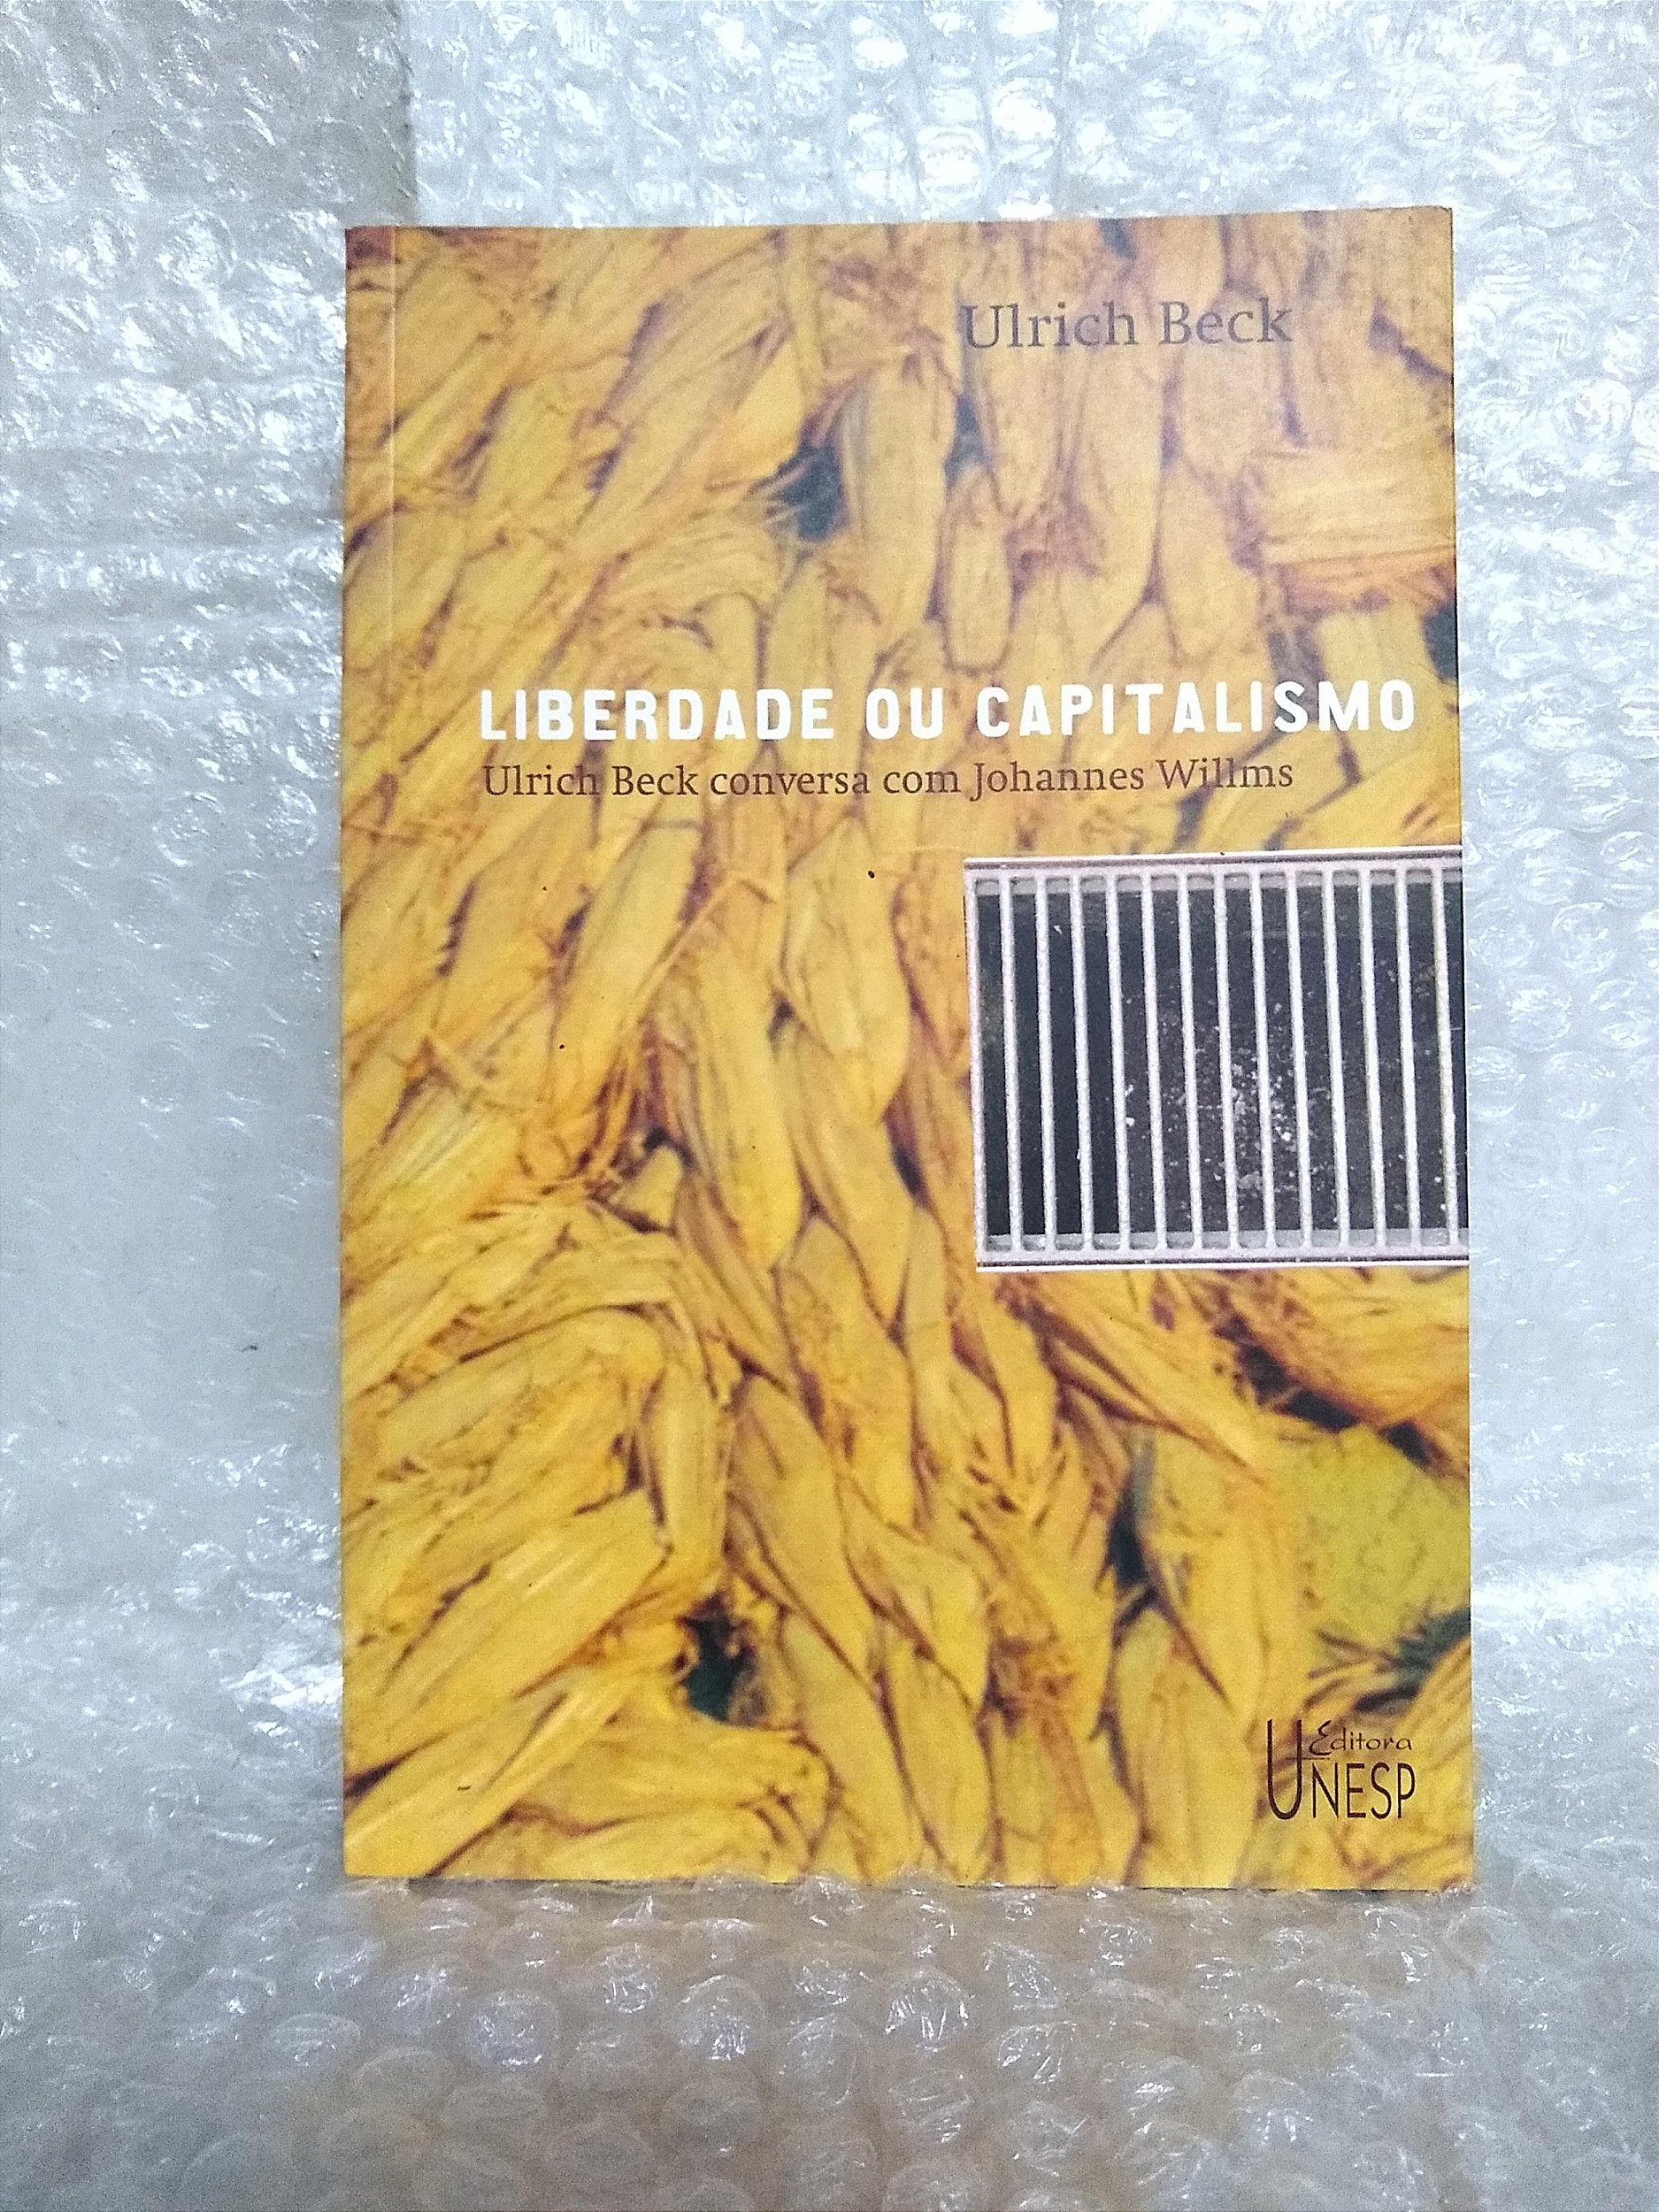 Ulrich Beck
LIBERDADE OU CAPITALISMO
Ulrich Beck conversa com Johannes Willms
Editora
UNESP